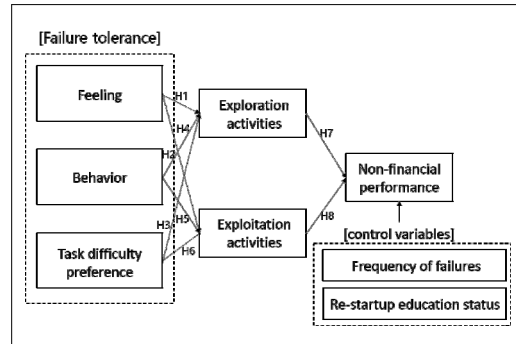 [Failure tolerance]
Feeling
Behavior
Task difficulty
preference
H1
H4
H2
H3
H5
H6
Exploration
activities
Exploitation
activities
H7
H8
Non-financial
performance
[control variables]
Frequency of failures
Re-startup education status